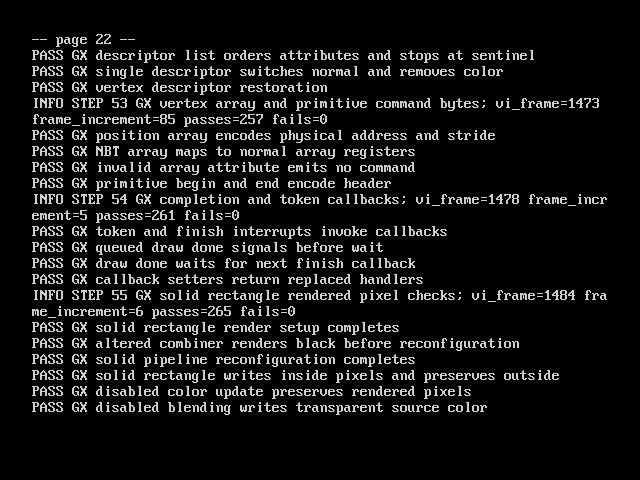 -- page 22 --
PASS GX descriptor list orders attributes and stops at sentinel
PASS GX single descriptor switches normal and removes color
PASS GX vertex descriptor restoration
INFO STEP 53 GX vertex array and primitive command bytes; vi_frame=1473
frame_increment=85 passes=257 fails=0
PASS GX position array encodes physical address and stride
PASS GX NBT array maps to normal array registers
PASS GX invalid array attribute emits no command
PASS GX primitive begin and end encode header
INFO STEP 54 GX completion and token callbacks; vi_frame=1478 frame_incr
ement=5 passes=261 fails=0
PASS GX token and finish interrupts invoke callbacks
PASS GX queued draw done signals before wait
PASS GX draw done waits for next finish callback
PASS GX callback setters return replaced handlers
INFO STEP 55 GX solid rectangle rendered pixel checks; vi_frame=1484 fra
me_increment=6 passes=265 fails=0
PASS GX solid rectangle render setup completes
PASS GX altered combiner renders black before reconfiguration
PASS GX solid pipeline reconfiguration completes
PASS GX solid rectangle writes inside pixels and preserves outside
PASS GX disabled color update preserves rendered pixels
PASS GX disabled blending writes transparent source color